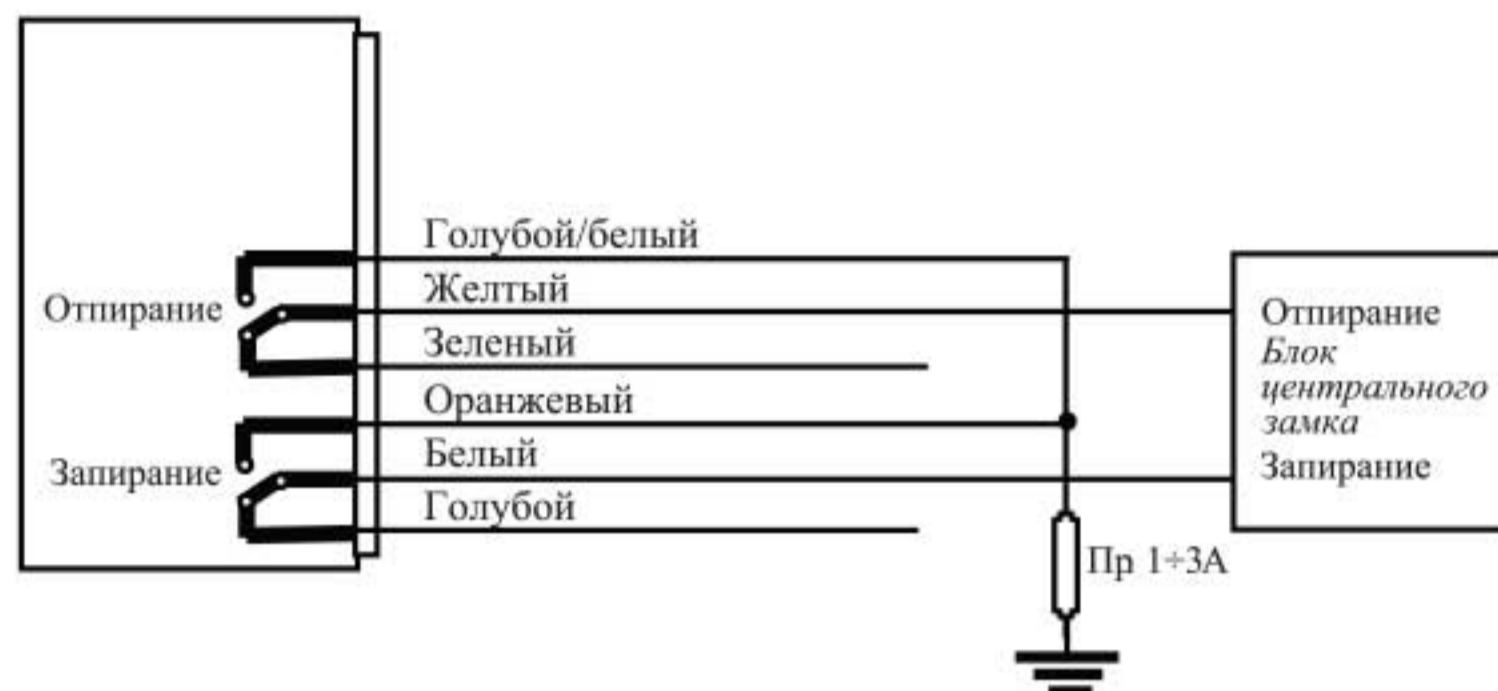 Голубой/белый
Отпирание
Желтый
Зеленый
Оранжевый
Запирание
Белый
Голубой
Отпирание
Блок
центрального
замка
Запирание
Пр 1÷3А